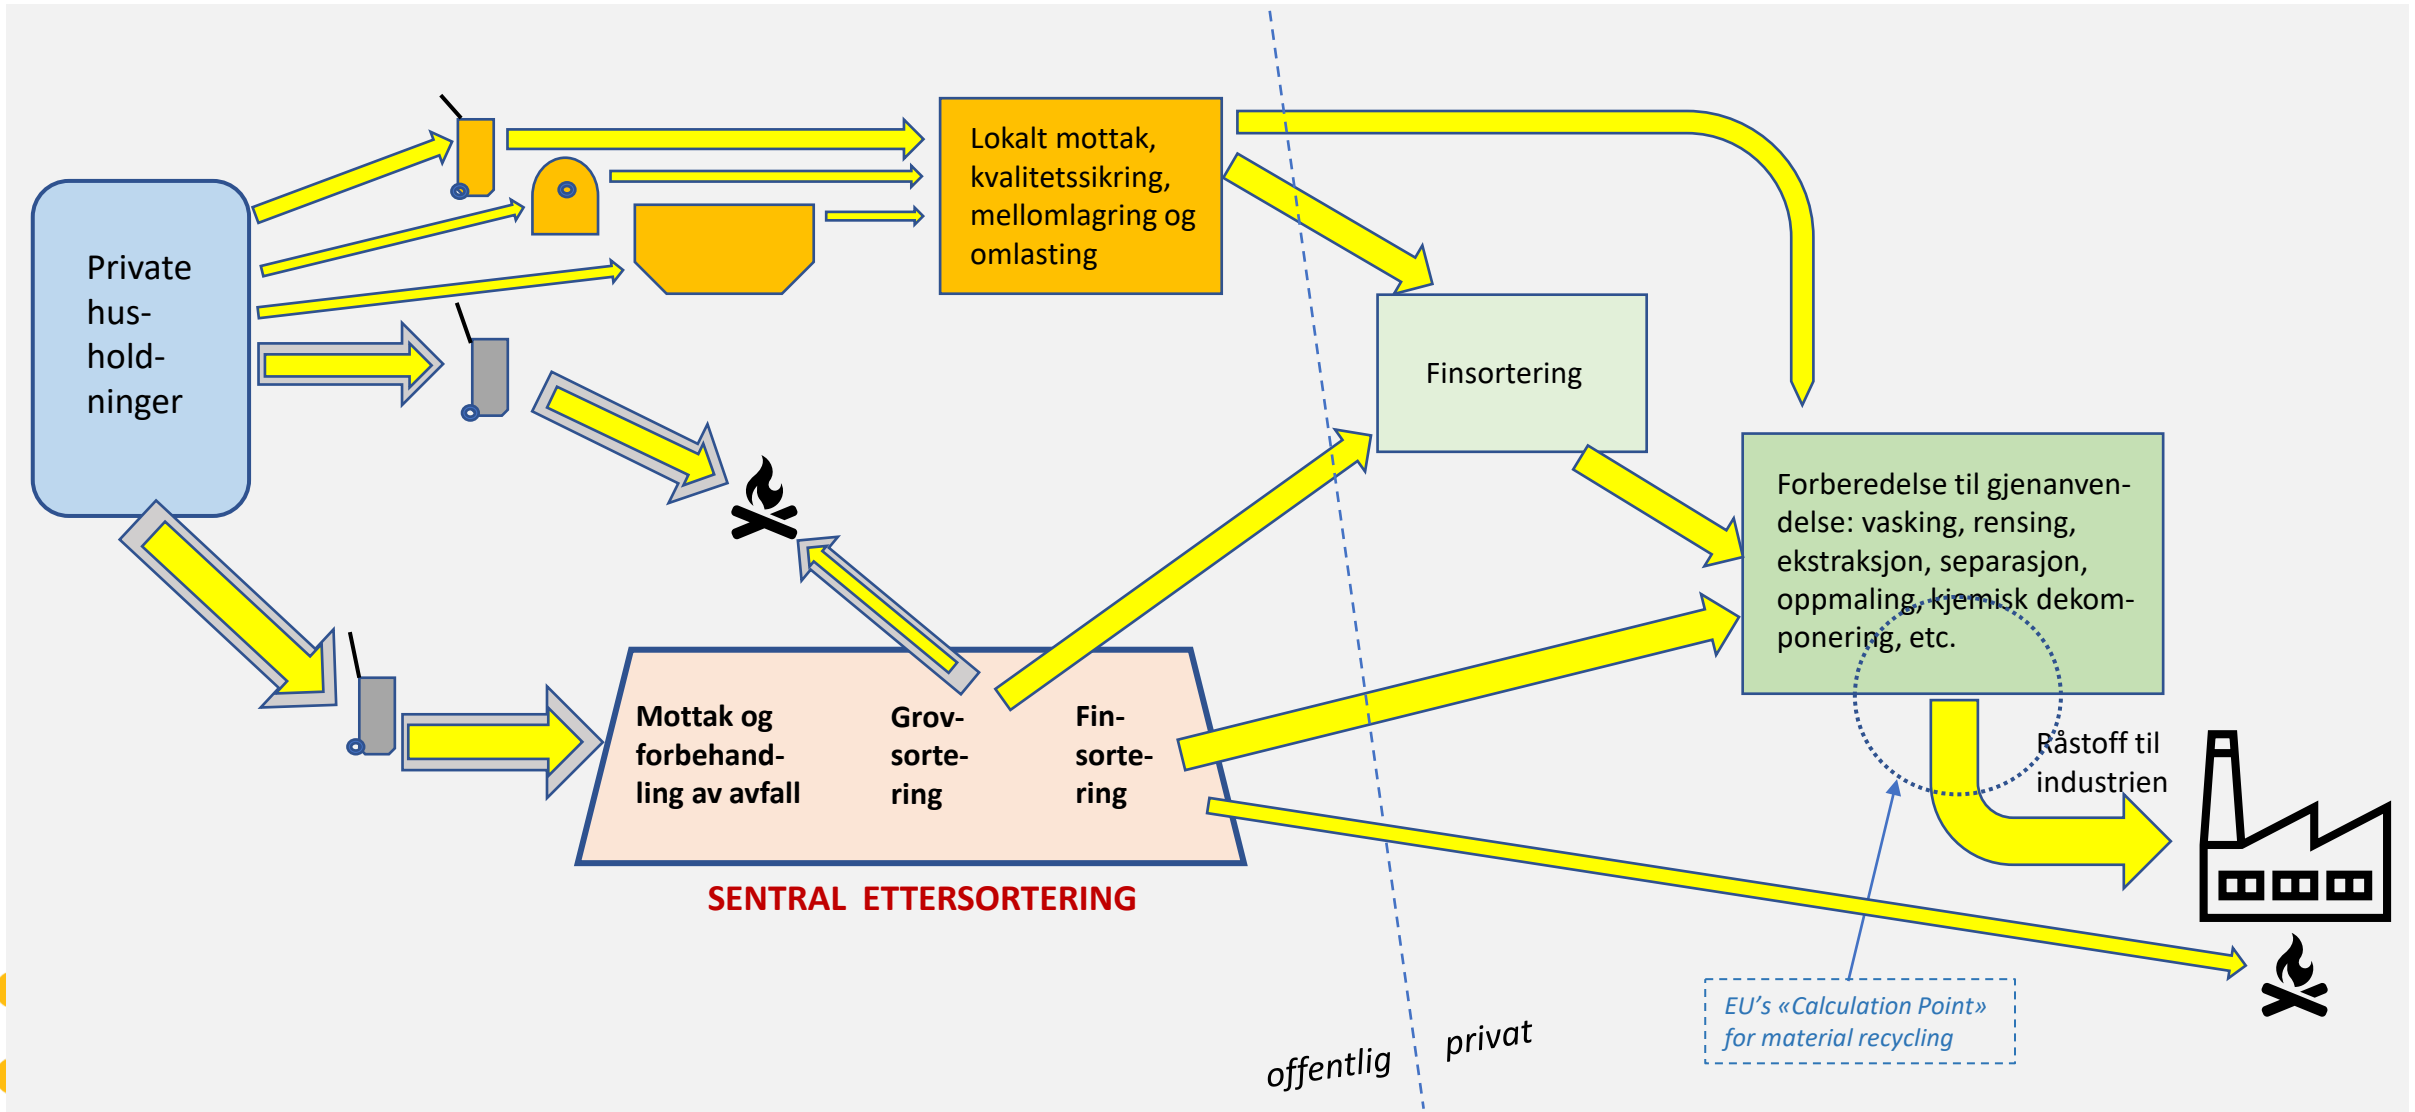 Private
hus-
hold-
ninger
Lokalt mottak,
kvalitetssikring,
mellomlagring og
omlasting
Finsortering
Forberedelse til gjenanven-
delse: vasking, rensing,
ekstraksjon, separasjon,
oppmaling, kjemisk dekom-
ponering, etc.
Råstoff til
industrien
Mottak og
forbehand-
ling av avfall
Grov-
sorte-
ring
Fin-
sorte-
ring
SENTRAL ETTERSORTERING
EU's «Calculation Point»
for material recycling
offentlig
privat